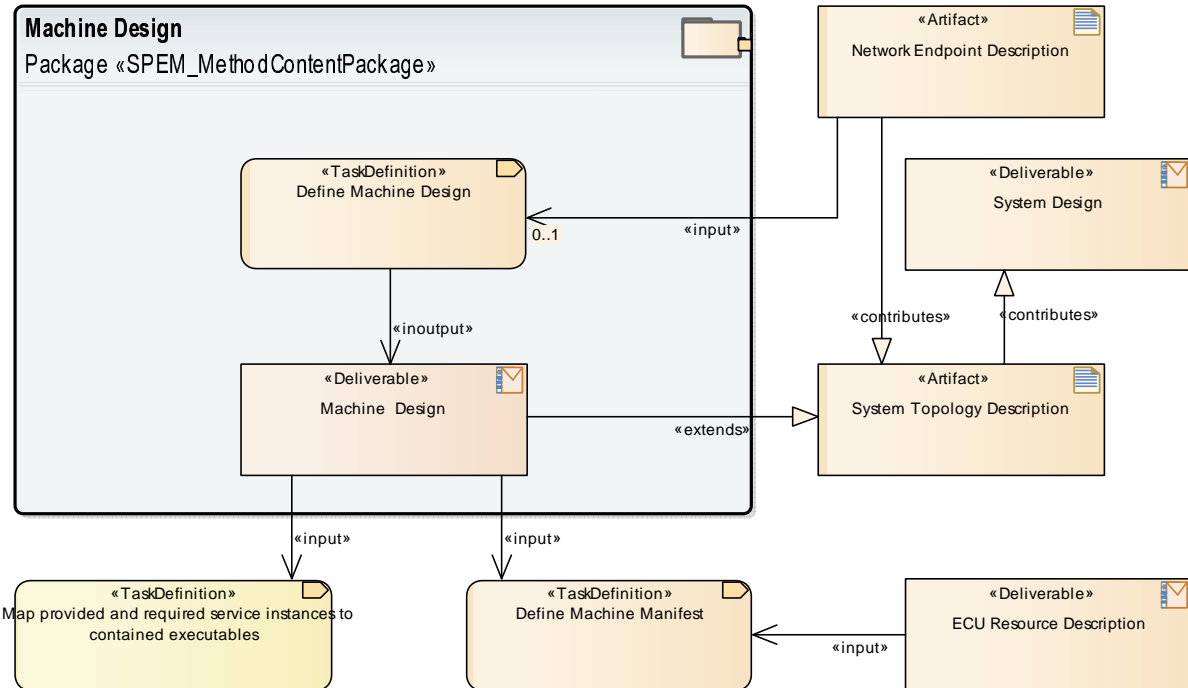 Machine Design
Package «SPEM_MethodContentPackage»
«Artifact»
Network Endpoint Description
«TaskDefinition»
Define Machine Design
«Deliverable»
System Design
0..1
«input»
«contributes»
«contributes»
«inoutput»
«Deliverable»
Machine Design
«extends»
«Artifact»
System Topology Description
«input»
«input»
«TaskDefinition»
Map provided and required service instances to
contained executables
«TaskDefinition»
Define Machine Manifest
«input»
«Deliverable»
ECU Resource Description